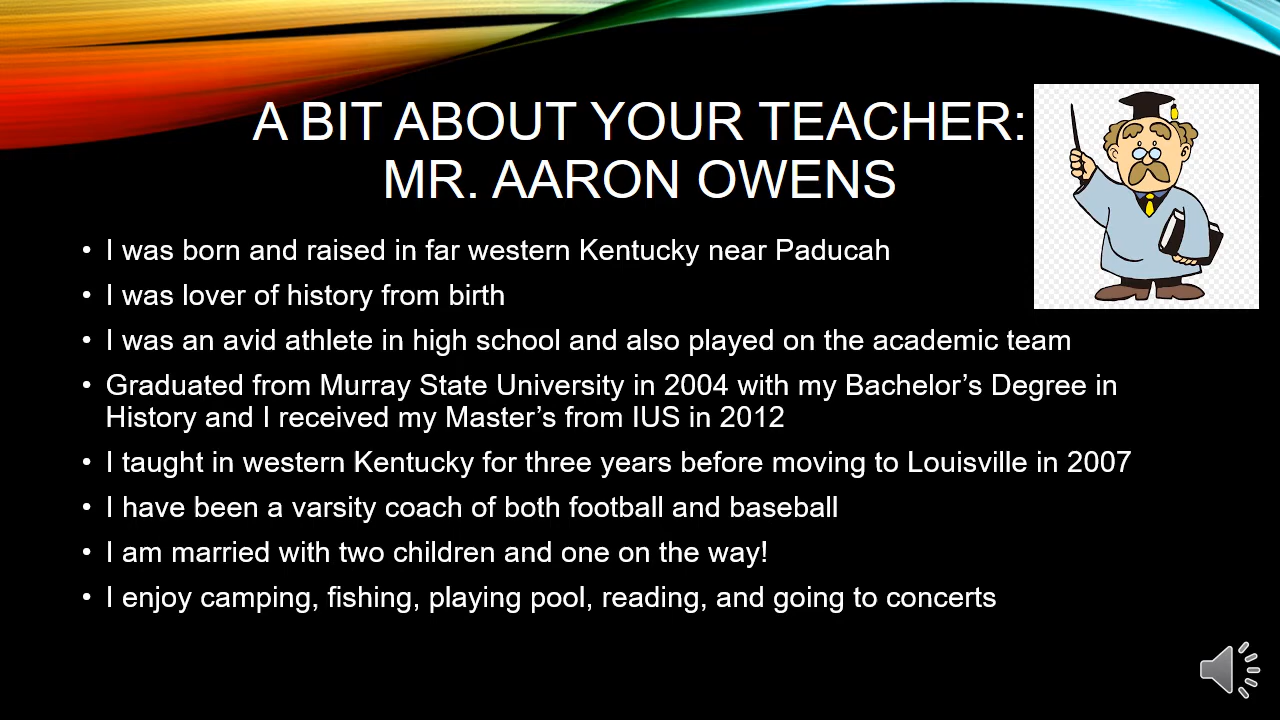 A BIT ABOUT YOUR TEACHER:
MR. AARON OWENS
• I was born and raised in far western Kentucky near Paducah
• I was lover of history from birth
• I was an avid athlete in high school and also played on the academic team
• Graduated from Murray State University in 2004 with my Bachelor’s Degree in
History and I received my Master’s from IUS in 2012
• I taught in western Kentucky for three years before moving to Louisville in 2007
• I have been a varsity coach of both football and baseball
• I am married with two children and one on the way!
• I enjoy camping, fishing, playing pool, reading, and going to concerts